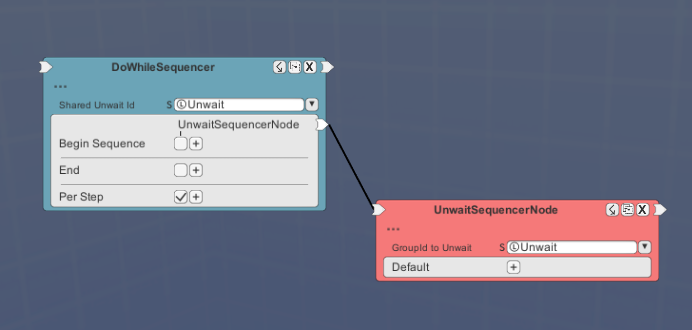 DoWhileSequencer
X
...
Shared Unwait Id S Unwait
UnwaitSequencerNode
Begin Sequence +
End +
Per Step +
UnwaitSequencerNode
X
...
GroupId to Unwait S Unwait
Default +